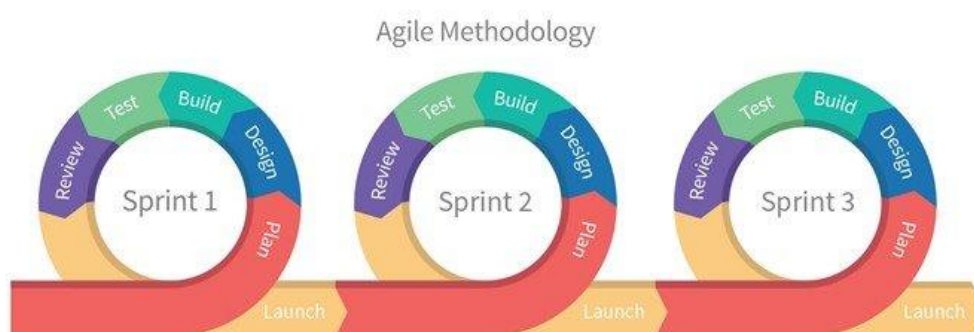 Agile Methodology
Test
Build
Review
Design
Sprint 1
Plan
Launch
Test
Build
Review
Design
Sprint 2
Plan
Launch
Test
Build
Review
Design
Sprint 3
Plan
Launch